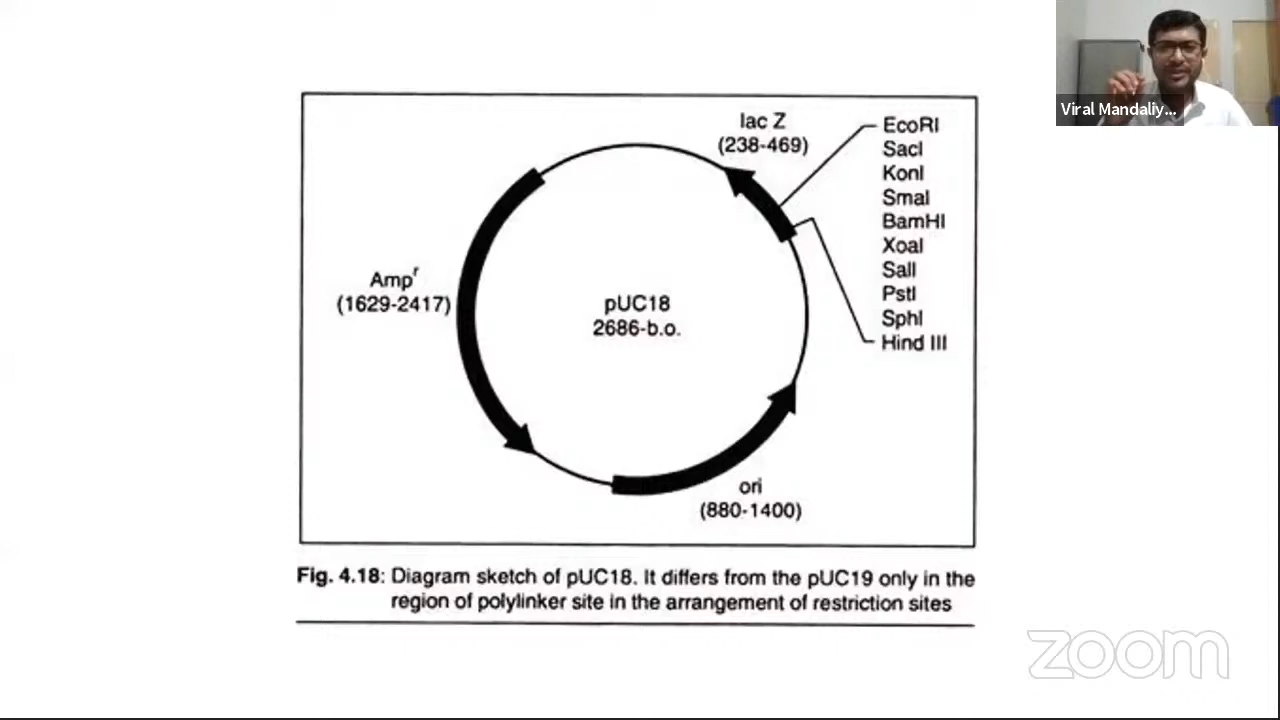 Viral Mandaliy...
lac Z
(238-469)
EcoRI
SacI
KonI
SmaI
BamHI
XoaI
SalI
PstI
SphI
Hind III
Ampr
(1629-2417)
pUC18
2686-b.o.
ori
(880-1400)
Fig. 4.18: Diagram sketch of pUC18. It differs from the pUC19 only in the
region of polylinker site in the arrangement of restriction sites
zoom